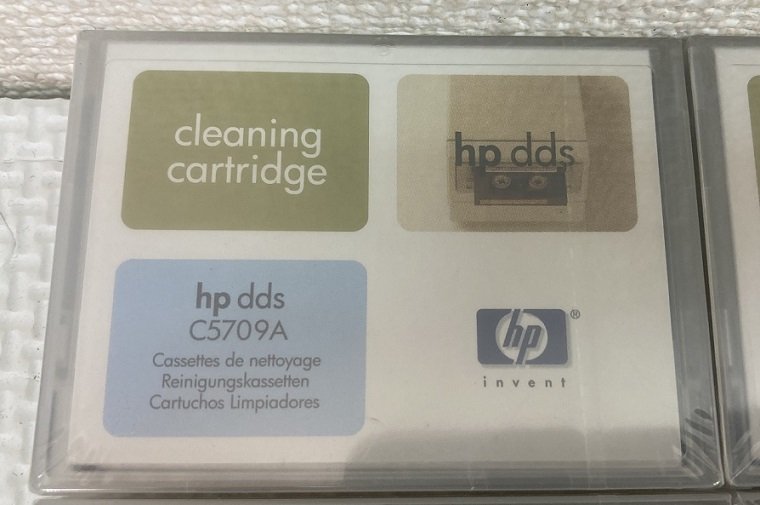 cleaning
cartridge
hp dds
hp dds
C5709A
Cassettes de nettoyage
Reinigungskassetten
Cartuchos Limpiadores
hp®
invent